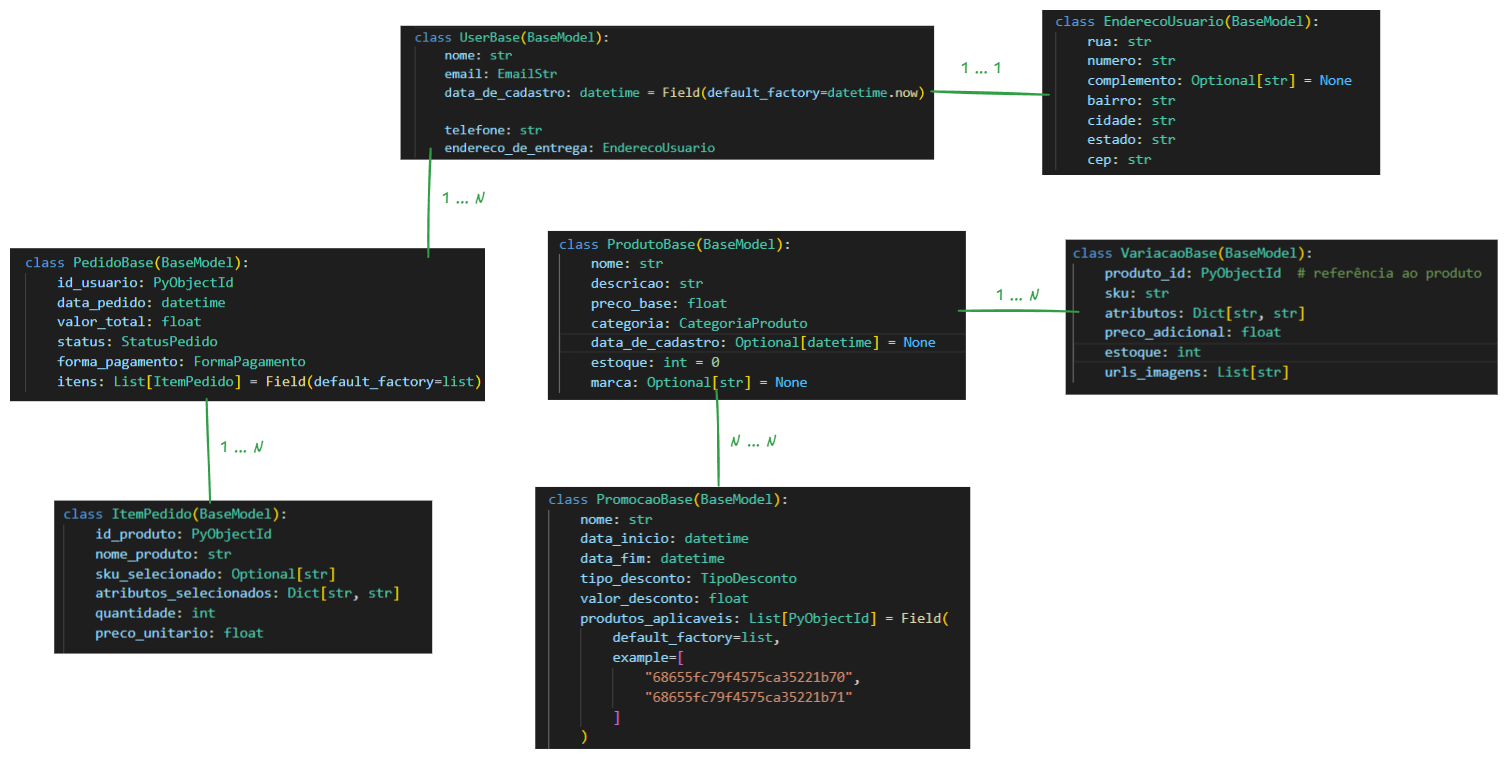 class UserBase(BaseModel):
nome: str
email: EmailStr
data_de_cadastro: datetime = Field(default_factory=datetime.now)
telefone: str
endereco_de_entrega: EnderecoUsuario
1 ... 1
class EnderecoUsuario(BaseModel):
rua: str
numero: str
complemento: Optional[str] = None
bairro: str
cidade: str
estado: str
cep: str
1 ... N
class PedidoBase(BaseModel):
id_usuario: PyObjectId
data_pedido: datetime
valor_total: float
status: StatusPedido
forma_pagamento: FormaPagamento
itens: List[ItemPedido] = Field(default_factory=list)
class ProdutoBase(BaseModel):
nome: str
descricao: str
preco_base: float
categoria: CategoriaProduto
data_de_cadastro: Optional[datetime] = None
estoque: int = 0
marca: Optional[str] = None
1 ... N
class VariacaoBase(BaseModel):
produto_id: PyObjectId  # referência ao produto
sku: str
atributos: Dict[str, str]
preco_adicional: float
estoque: int
urls_imagens: List[str]
1 ... N
N ... N
class ItemPedido(BaseModel):
id_produto: PyObjectId
nome_produto: str
sku_selecionado: Optional[str]
atributos_selecionados: Dict[str, str]
quantidade: int
preco_unitario: float
class PromocaoBase(BaseModel):
nome: str
data_inicio: datetime
data_fim: datetime
tipo_desconto: TipoDesconto
valor_desconto: float
produtos_aplicaveis: List[PyObjectId] = Field(
default_factory=list,
example=[
"68655fc79f4575ca35221b70",
"68655fc79f4575ca35221b71"
]
)